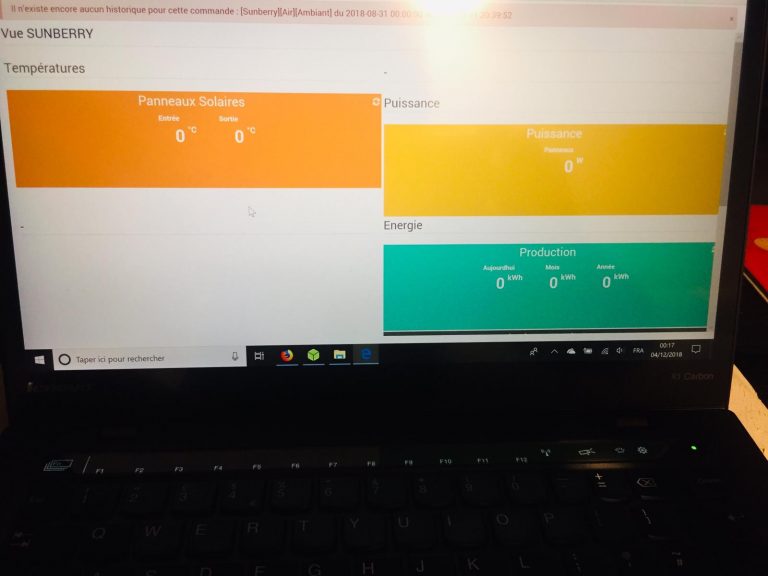 Il n'existe encore aucun historique pour cette commande : [Sunberry][Air][Ambiant] du 2018-08-31 00:00:00 20:39:52
×
Vue SUNBERRY
Températures
-
Panneaux Solaires
Entrée Sortie
0 °C 0 °C
Puissance
Puissance
Panneaux
0 W
-
Energie
Production
Aujourd'hui Mois Année
0 kWh 0 kWh 0 kWh
Taper ici pour rechercher
FRA
00:17
04/12/2018
X1 Carbon
F1 F2 F3 F4 F5 F6 F7 F8 F9 F10 F11 F12
Q W E R T Y U I O P
A S D F G H J K L